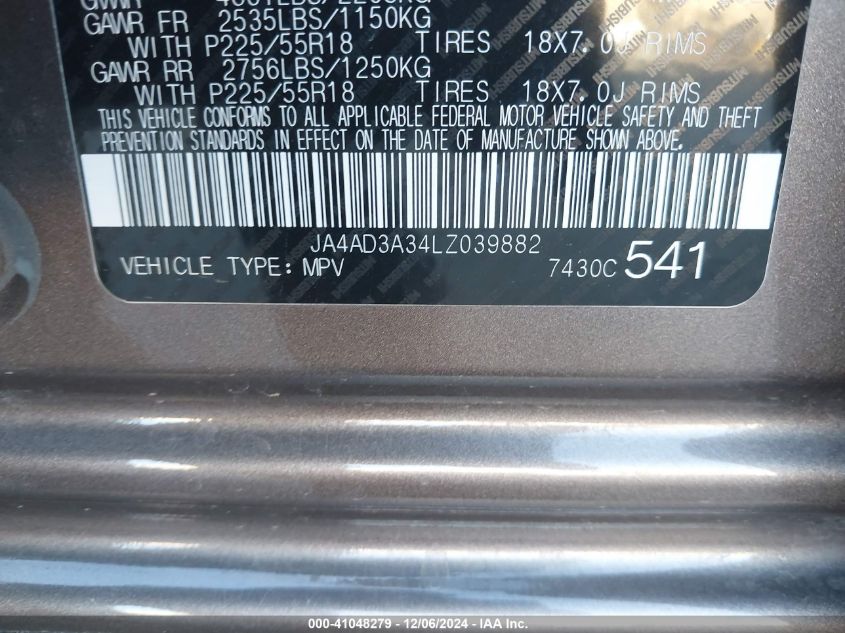 GAWR FR 2535LBS/1150KG
WITH P225/55R18 TIRES 18X7.0J RIMS
GAWR RR 2756LBS/1250KG
WITH P225/55R18 TIRES 18X7.0J RIMS
THIS VEHICLE CONFORMS TO ALL APPLICABLE FEDERAL MOTOR VEHICLE SAFETY AND THEFT
PREVENTION STANDARDS IN EFFECT ON THE DATE OF MANUFACTURE SHOWN ABOVE.
JA4AD3A34LZ039882
VEHICLE TYPE: MPV 7430C 541
000-41048279 - 12/06/2024 - IAA Inc.